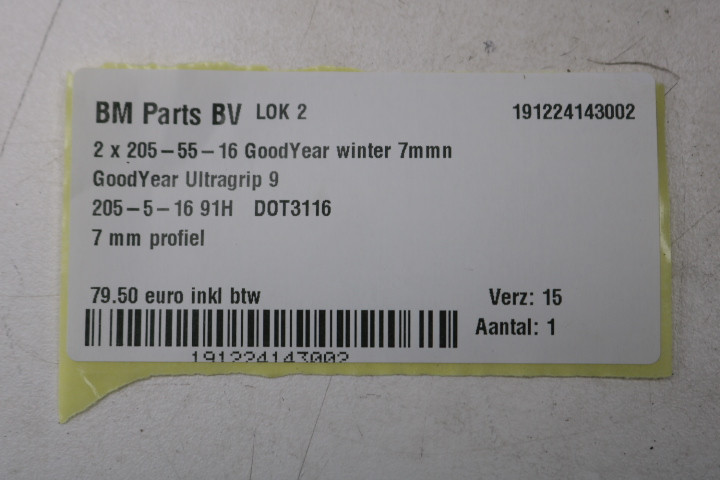 BM Parts BV LOK 2 191224143002
2 x 205-55-16 GoodYear winter 7mmn
GoodYear Ultragrip 9
205-5-16 91H DOT3116
7 mm profiel
79.50 euro inkl btw Verz: 15
Aantal: 1
191224143002